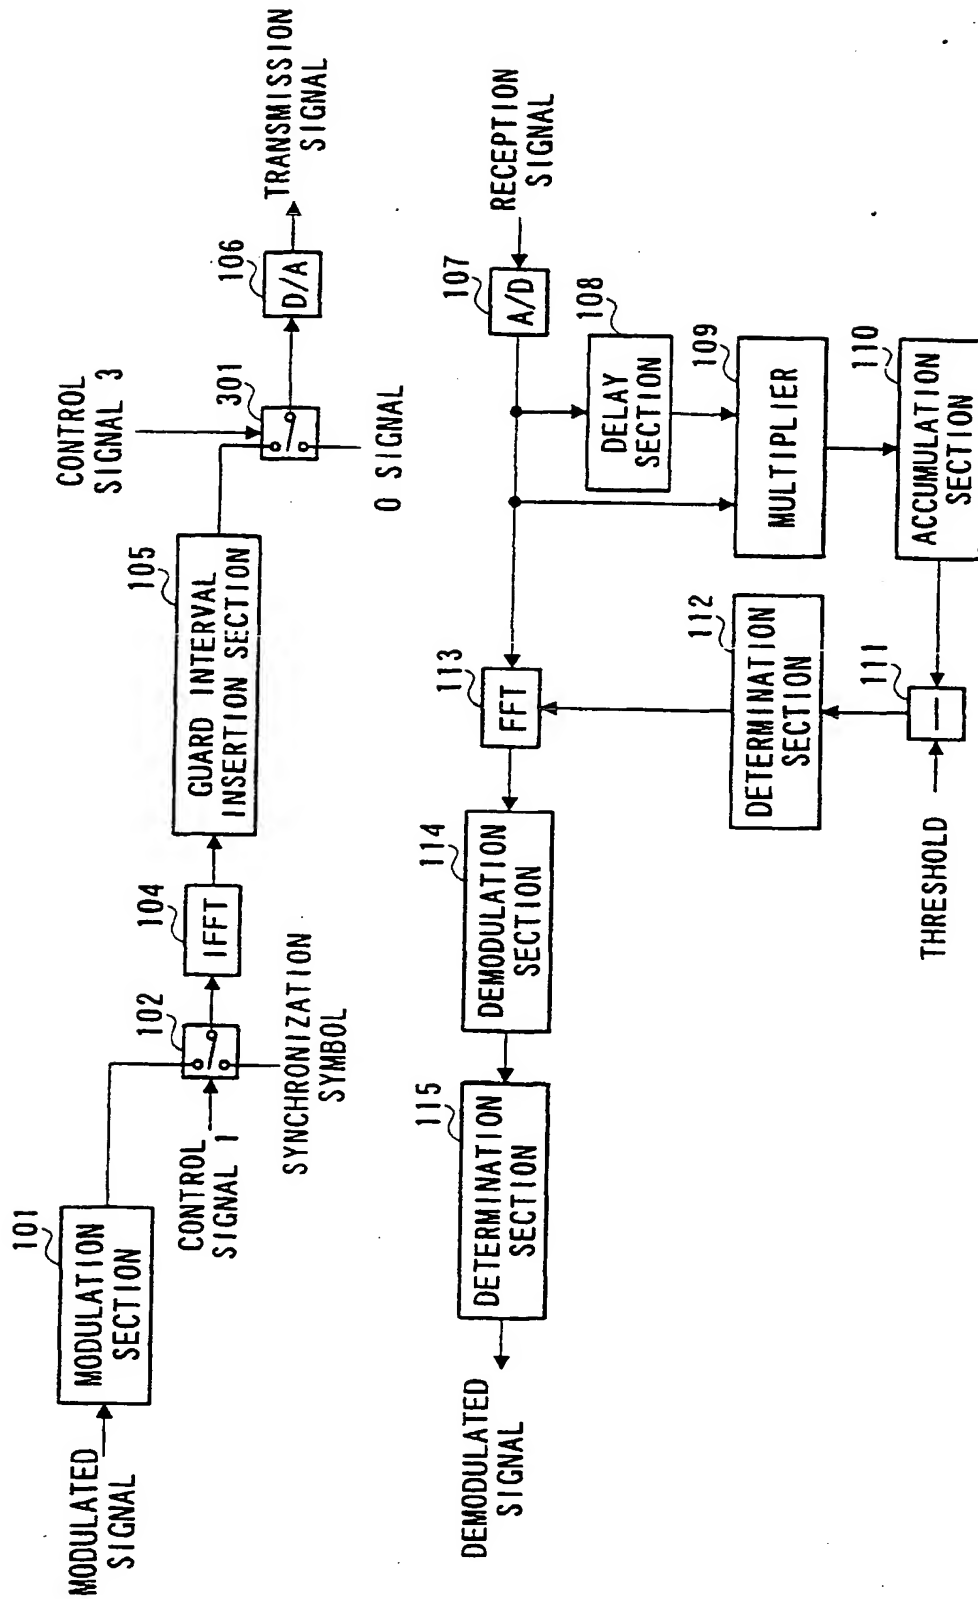 MODULATED
SIGNAL
101
MODULATION
SECTION
CONTROL
SIGNAL 1
102
SYNCHRONIZATION
SYMBOL
104
IFFT
105
GUARD INTERVAL
INSERTION SECTION
CONTROL
SIGNAL 3
301
0 SIGNAL
106
D/A
TRANSMISSION
SIGNAL
RECEPTION
SIGNAL
107
A/D
108
DELAY
SECTION
109
MULTIPLIER
110
ACCUMULATION
SECTION
111
THRESHOLD
112
DETERMINATION
SECTION
113
FFT
114
DEMODULATION
SECTION
115
DETERMINATION
SECTION
DEMODULATED
SIGNAL